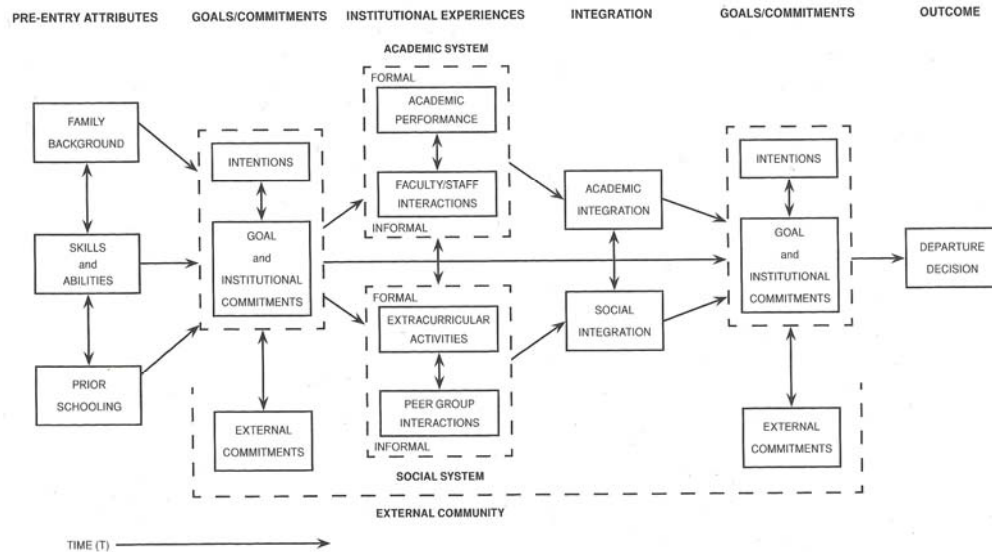 PRE-ENTRY ATTRIBUTES
GOALS/COMMITMENTS
INSTITUTIONAL EXPERIENCES
INTEGRATION
GOALS/COMMITMENTS
OUTCOME
FAMILY
BACKGROUND
SKILLS
and
ABILITIES
PRIOR
SCHOOLING
INTENTIONS
GOAL
and
INSTITUTIONAL
COMMITMENTS
EXTERNAL
COMMITMENTS
ACADEMIC SYSTEM
FORMAL
ACADEMIC
PERFORMANCE
FACULTY/STAFF
INTERACTIONS
INFORMAL
FORMAL
EXTRACURRICULAR
ACTIVITIES
PEER GROUP
INTERACTIONS
INFORMAL
SOCIAL SYSTEM
ACADEMIC
INTEGRATION
SOCIAL
INTEGRATION
INTENTIONS
GOAL
and
INSTITUTIONAL
COMMITMENTS
EXTERNAL
COMMITMENTS
DEPARTURE
DECISION
EXTERNAL COMMUNITY
TIME (T)